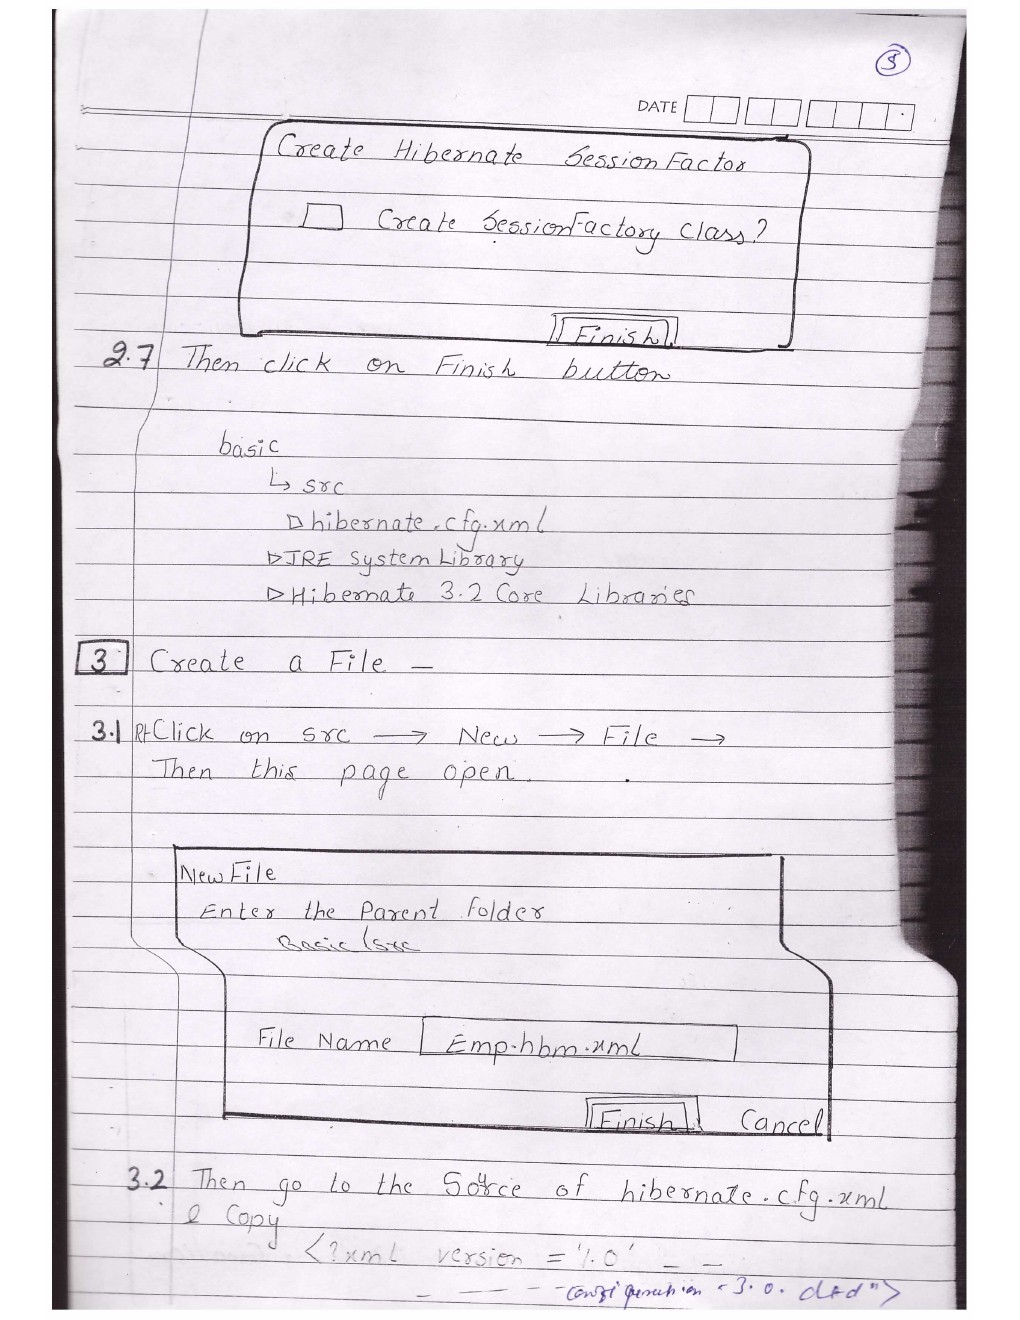 3
DATE
Create Hibernate Session Factor
Create SessionFactory Class?
Finish
2.7 Then click on Finish button
basic
↳ src
▷ hibernate.cfg.xml
▷ JRE System Library
▷ Hibernate 3.2 Core Libraries
3 Create a File —
3.1 Rt Click on src → New → File →
Then this page open.
New File
Enter the Parent folder
Basic/src
File Name Emp.hbm.xml
Finish Cancel
3.2 Then go to the Source of hibernate.cfg.xml
& Copy
<?xml version = '1.0' _ _
- — — - - configuration - 3.0. dtd">